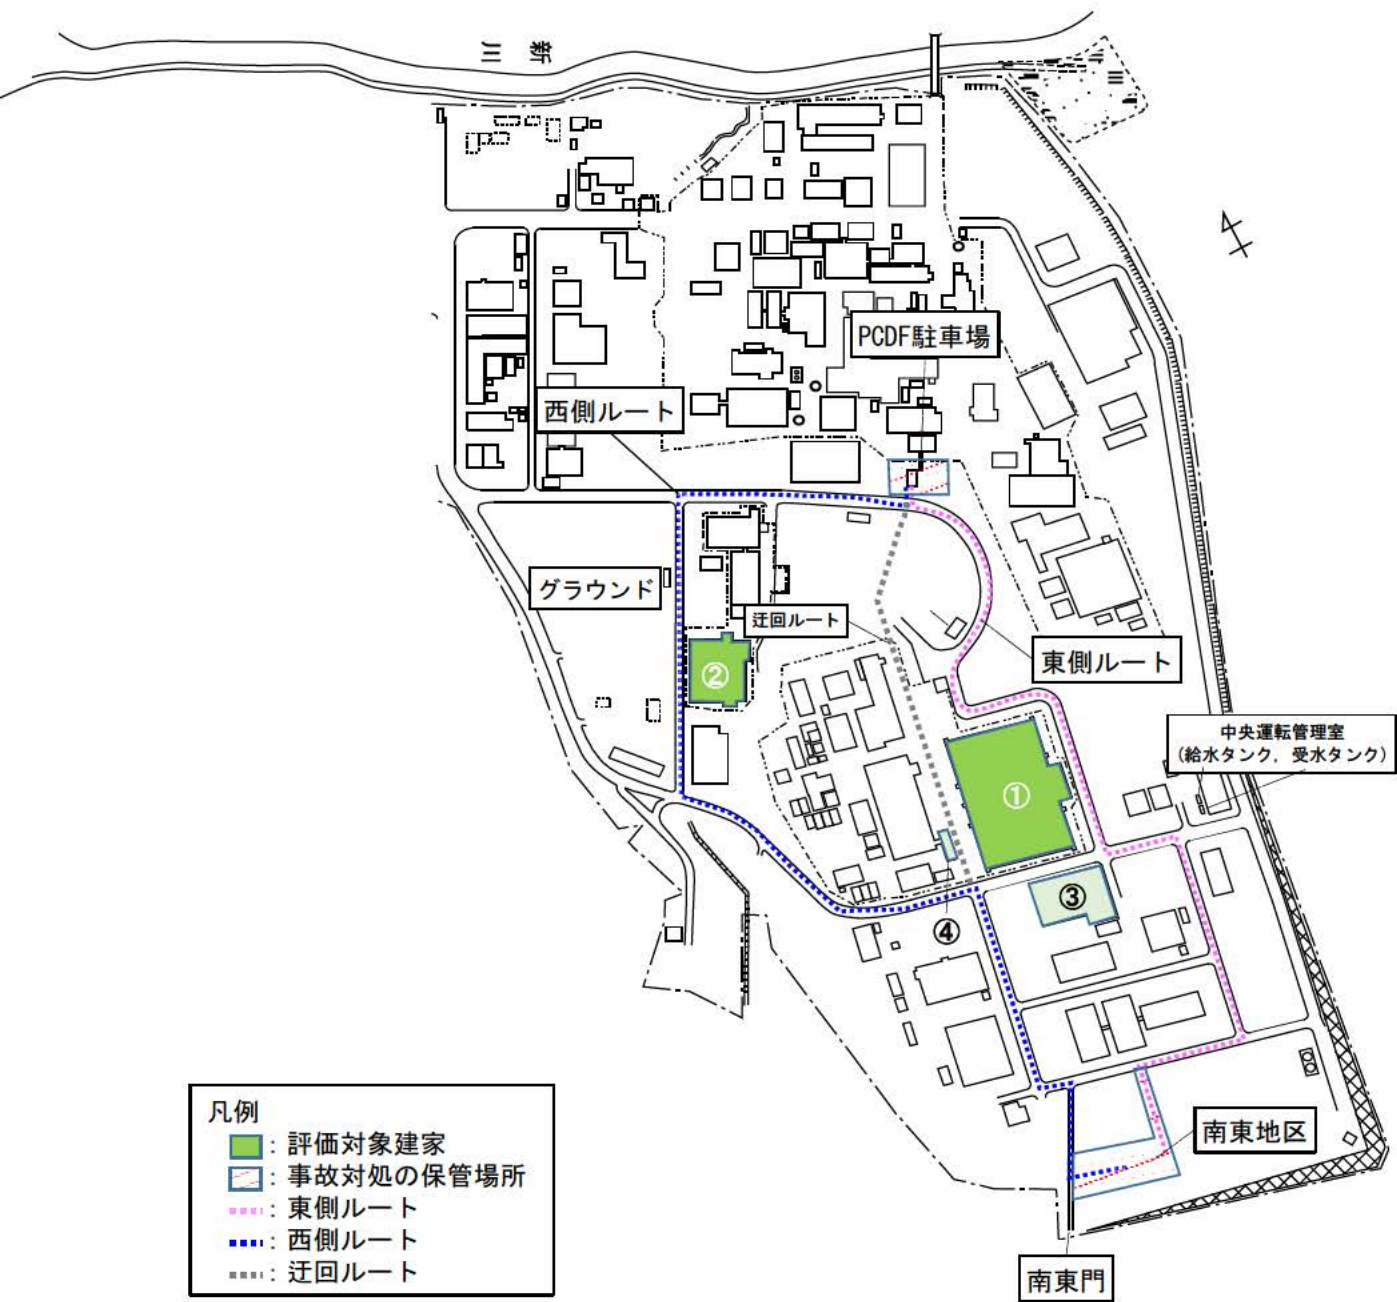 新川
PCDF駐車場
西側ルート
グラウンド
迂回ルート
東側ルート
②
中央運転管理室
(給水タンク，受水タンク)
①
③
④
南東地区
南東門
凡例
：評価対象建家
：事故対処の保管場所
：東側ルート
：西側ルート
：迂回ルート